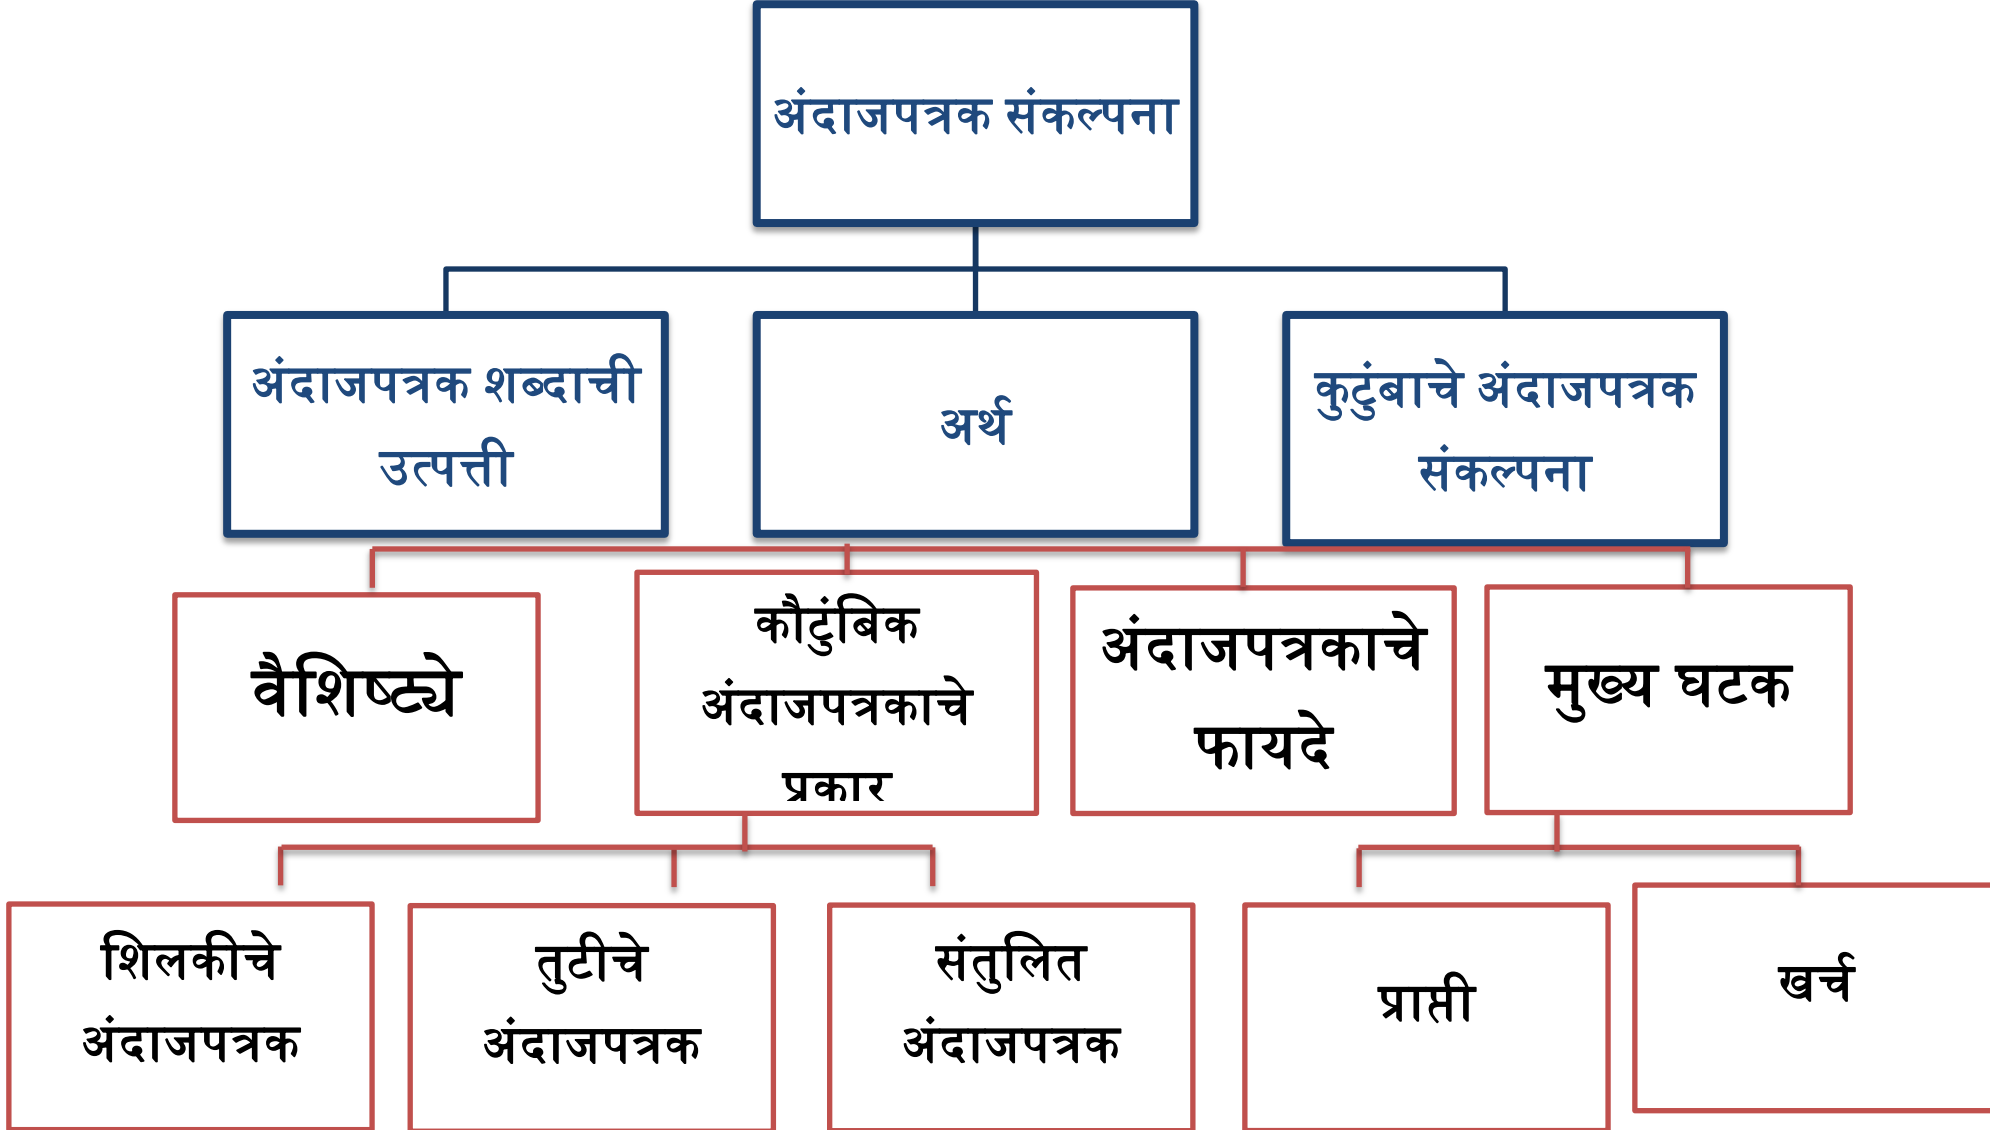 अंदाजपत्रक संकल्पना
अंदाजपत्रक शब्दाची
उत्पत्ती
अर्थ
कुटुंबाचे अंदाजपत्रक
संकल्पना
वैशिष्ट्ये
कौटुंबिक
अंदाजपत्रकाचे
प्रकार
अंदाजपत्रकाचे
फायदे
मुख्य घटक
शिलकीचे
अंदाजपत्रक
तुटीचे
अंदाजपत्रक
संतुलित
अंदाजपत्रक
प्राप्ती
खर्च